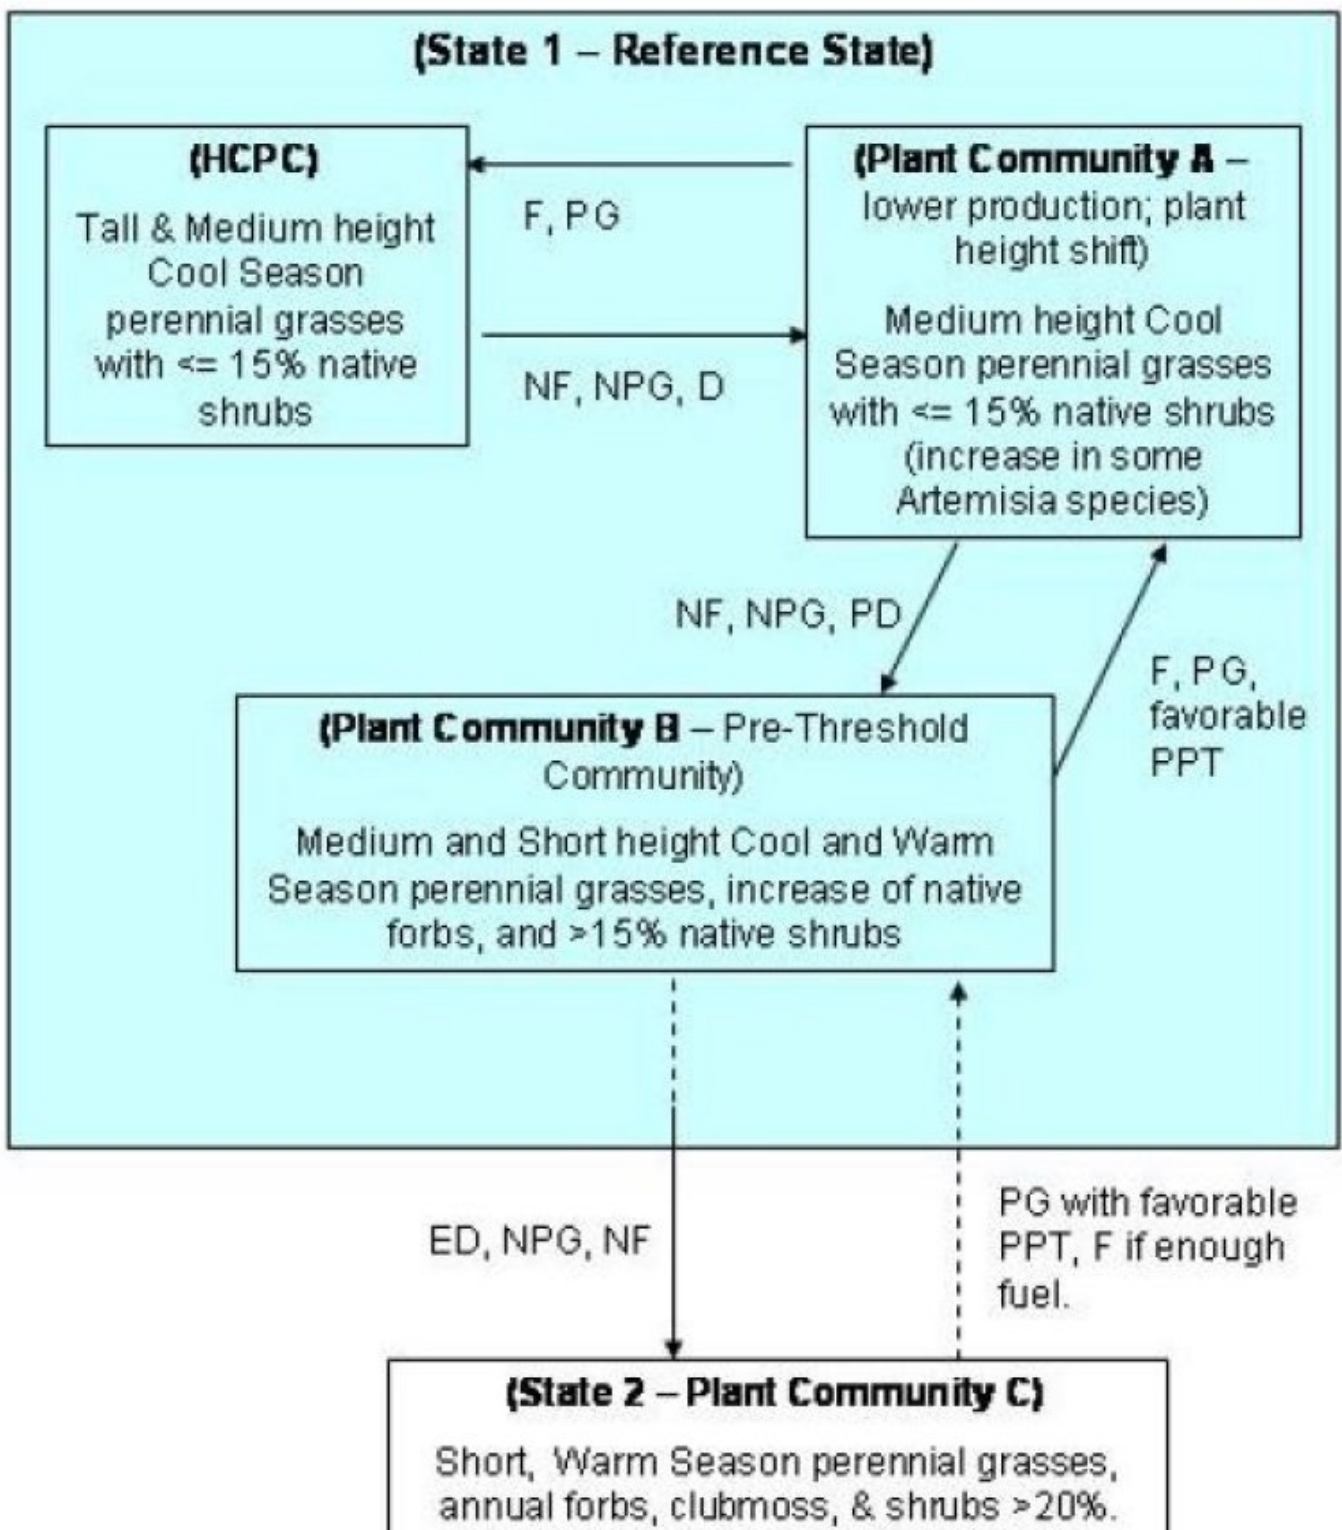 (State 1 – Reference State)
(HCPC)
Tall & Medium height
Cool Season
perennial grasses
with <= 15% native
shrubs
F, PG
NF, NPG, D
(Plant Community A –
lower production; plant
height shift)
Medium height Cool
Season perennial grasses
with <= 15% native shrubs
(increase in some
Artemisia species)
NF, NPG, PD
F, PG,
favorable
PPT
(Plant Community B – Pre-Threshold
Community)
Medium and Short height Cool and Warm
Season perennial grasses, increase of native
forbs, and >15% native shrubs
ED, NPG, NF
PG with favorable
PPT, F if enough
fuel.
(State 2 – Plant Community C)
Short, Warm Season perennial grasses,
annual forbs, clubmoss, & shrubs >20%.